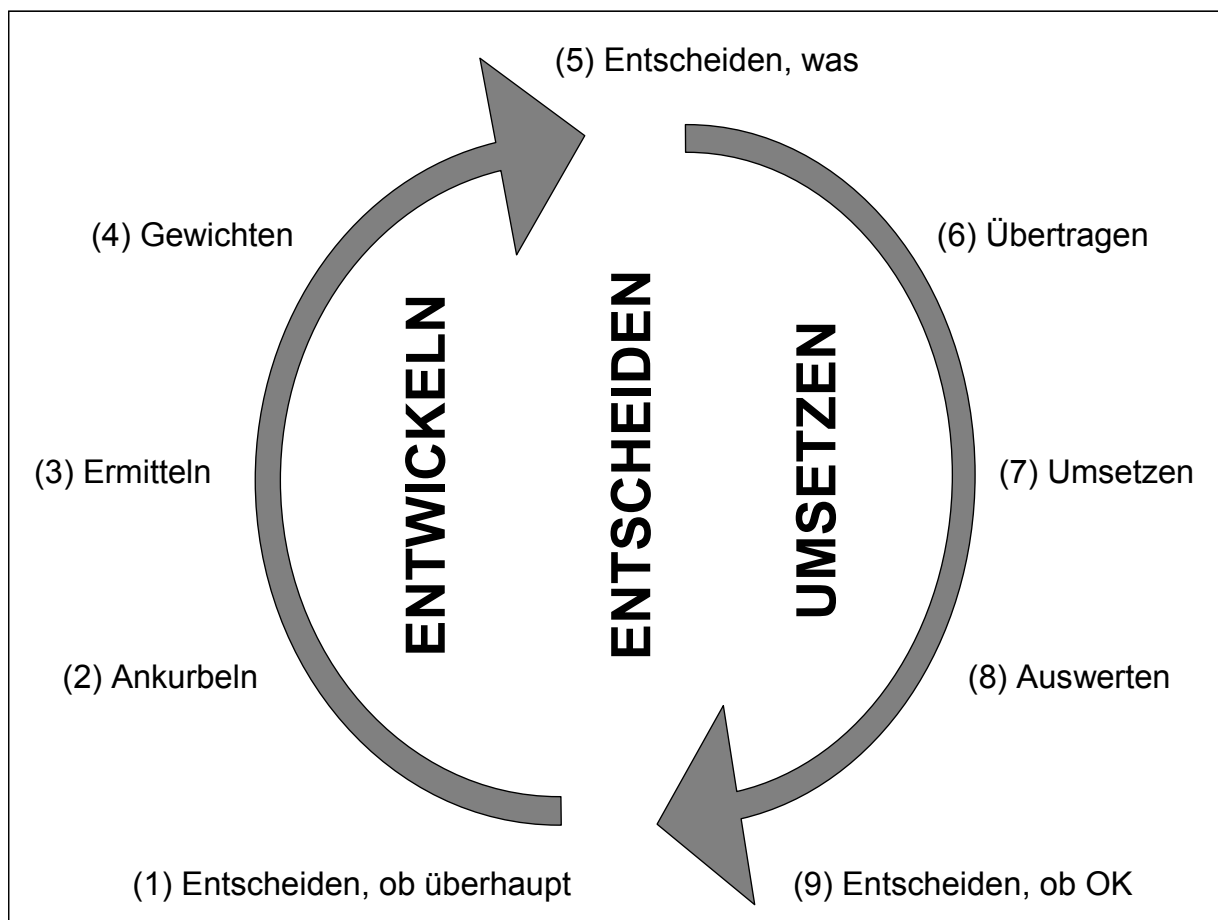 (5) Entscheiden, was
(4) Gewichten
(6) Übertragen
ENTWICKELN
ENTSCHEIDEN
UMSETZEN
(3) Ermitteln
(7) Umsetzen
(2) Ankurbeln
(8) Auswerten
(1) Entscheiden, ob überhaupt
(9) Entscheiden, ob OK